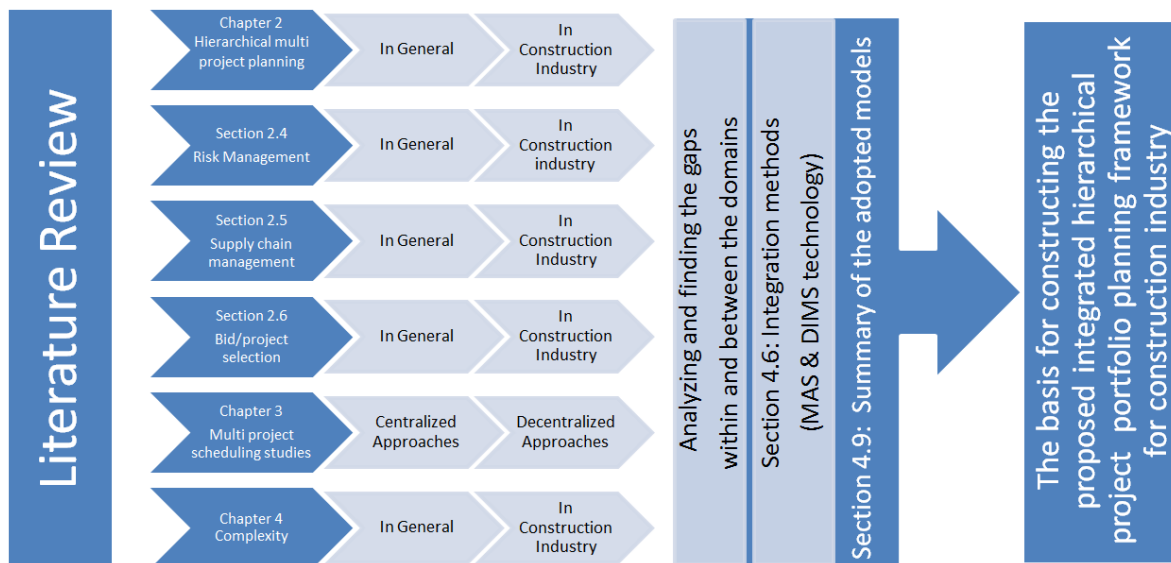 Literature Review
Chapter 2
Hierarchical multi
project planning
In General
In
Construction
Industry
Section 2.4
Risk Management
In General
In
Construction
industry
Section 2.5
Supply chain
management
In General
In
Construction
Industry
Section 2.6
Bid/project
selection
In General
In
Construction
Industry
Chapter 3
Multi project
scheduling studies
Centralized
Approaches
Decentralized
Approaches
Chapter 4
Complexity
In General
In
Construction
Industry
Analyzing and finding the gaps
within and between the domains
Section 4.6: Integration methods
(MAS & DIMS technology)
Section 4.9: Summary of the adopted models
The basis for constructing the
proposed integrated hierarchical
project portfolio planning framework
for construction industry